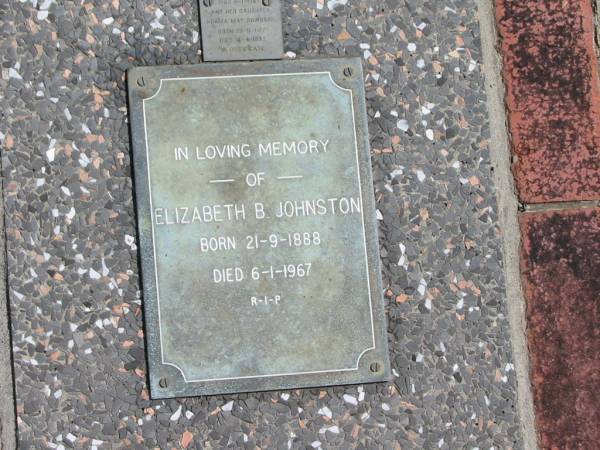 IN LOVING MEMORY
— OF —
ELIZABETH B. JOHNSTON
BORN 21-9-1888
DIED 6-1-1967
R-I-P